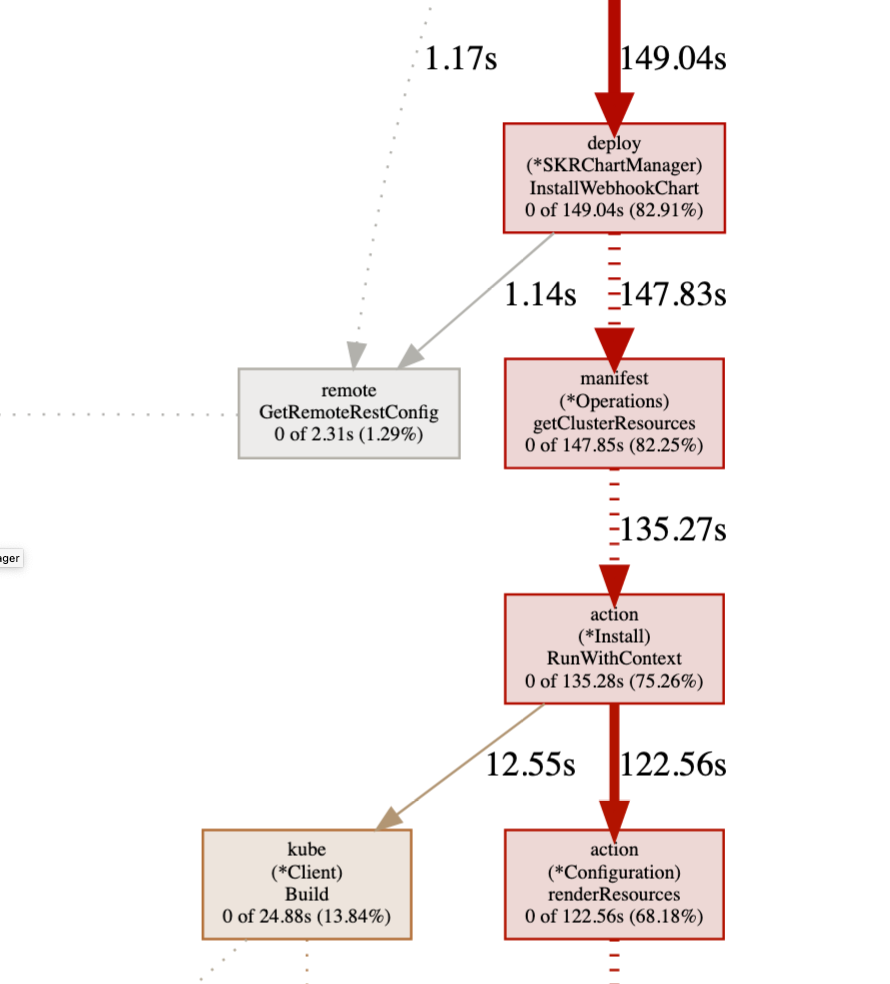 1.17s
149.04s
deploy
(*SKRChartManager)
InstallWebhookChart
0 of 149.04s (82.91%)
1.14s
147.83s
remote
GetRemoteRestConfig
0 of 2.31s (1.29%)
manifest
(*Operations)
getClusterResources
0 of 147.85s (82.25%)
135.27s
ager
action
(*Install)
RunWithContext
0 of 135.28s (75.26%)
12.55s
122.56s
kube
(*Client)
Build
0 of 24.88s (13.84%)
action
(*Configuration)
renderResources
0 of 122.56s (68.18%)